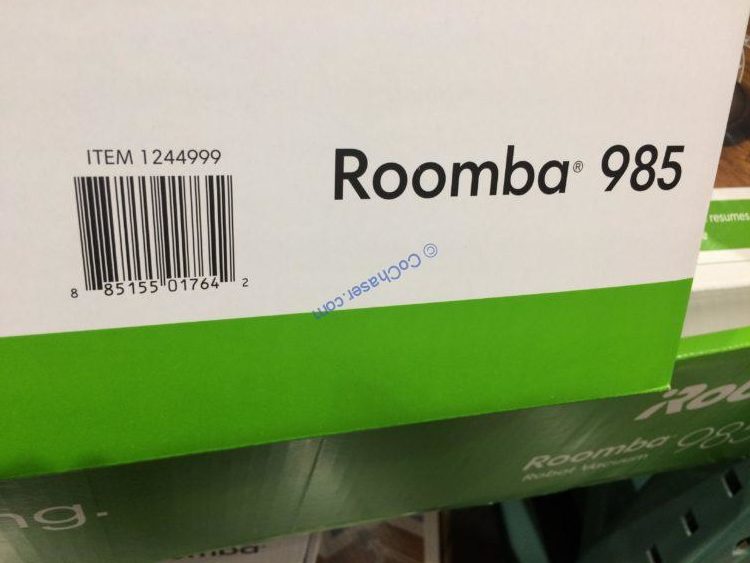 ITEM 1244999
Roomba® 985
8 85155 01764 2
© CoChaser.com
resumes
Roomba® 985
Robot Vacuum